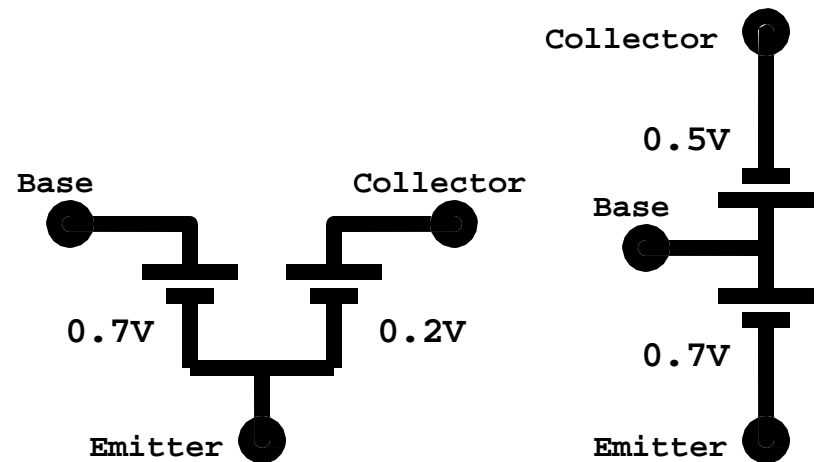 Base
Collector
0.7V
0.2V
Emitter
Collector
0.5V
Base
0.7V
Emitter